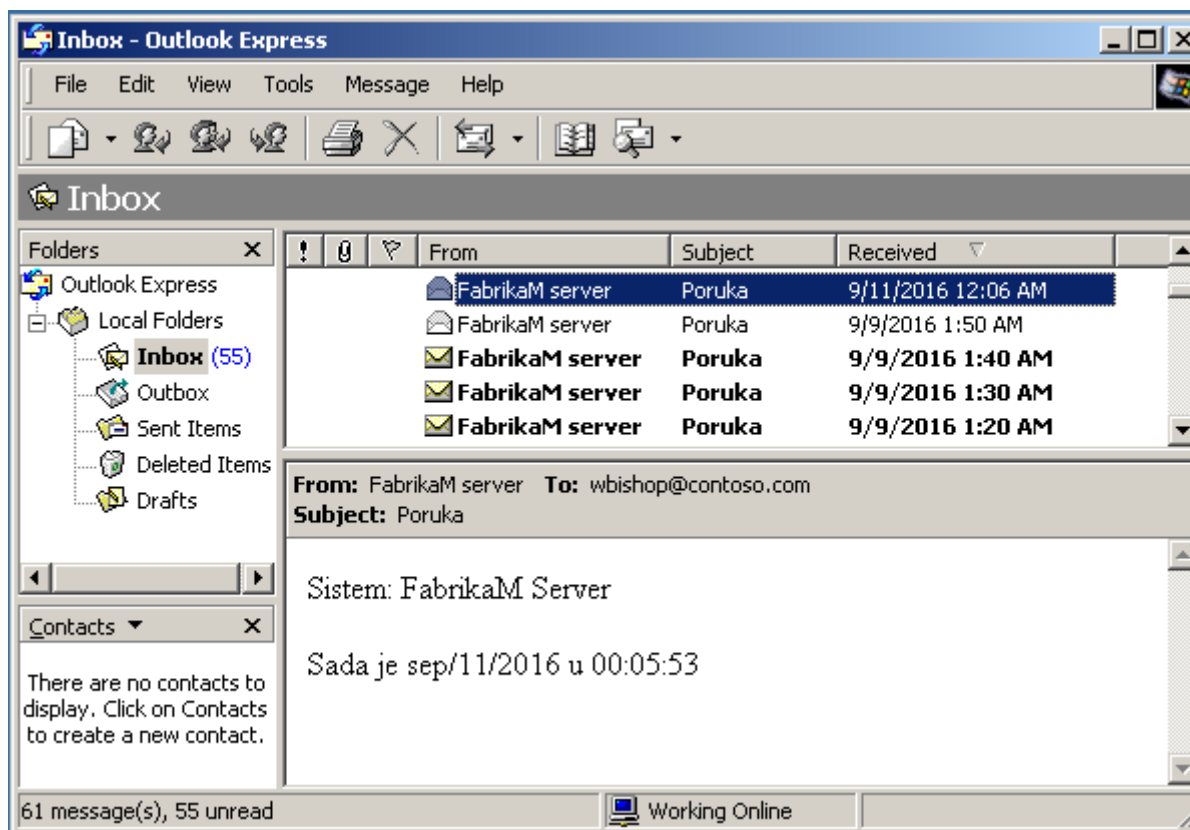 Inbox - Outlook Express
File Edit View Tools Message Help
Inbox
Folders
Outlook Express
Local Folders
Inbox (55)
Outbox
Sent Items
Deleted Items
Drafts
Contacts
There are no contacts to
display. Click on Contacts
to create a new contact.
! From Subject Received
FabrikaM server Poruka 9/11/2016 12:06 AM
FabrikaM server Poruka 9/9/2016 1:50 AM
FabrikaM server Poruka 9/9/2016 1:40 AM
FabrikaM server Poruka 9/9/2016 1:30 AM
FabrikaM server Poruka 9/9/2016 1:20 AM
From: FabrikaM server To: wbishop@contoso.com
Subject: Poruka
Sistem: FabrikaM Server
Sada je sep/11/2016 u 00:05:53
61 message(s), 55 unread
Working Online